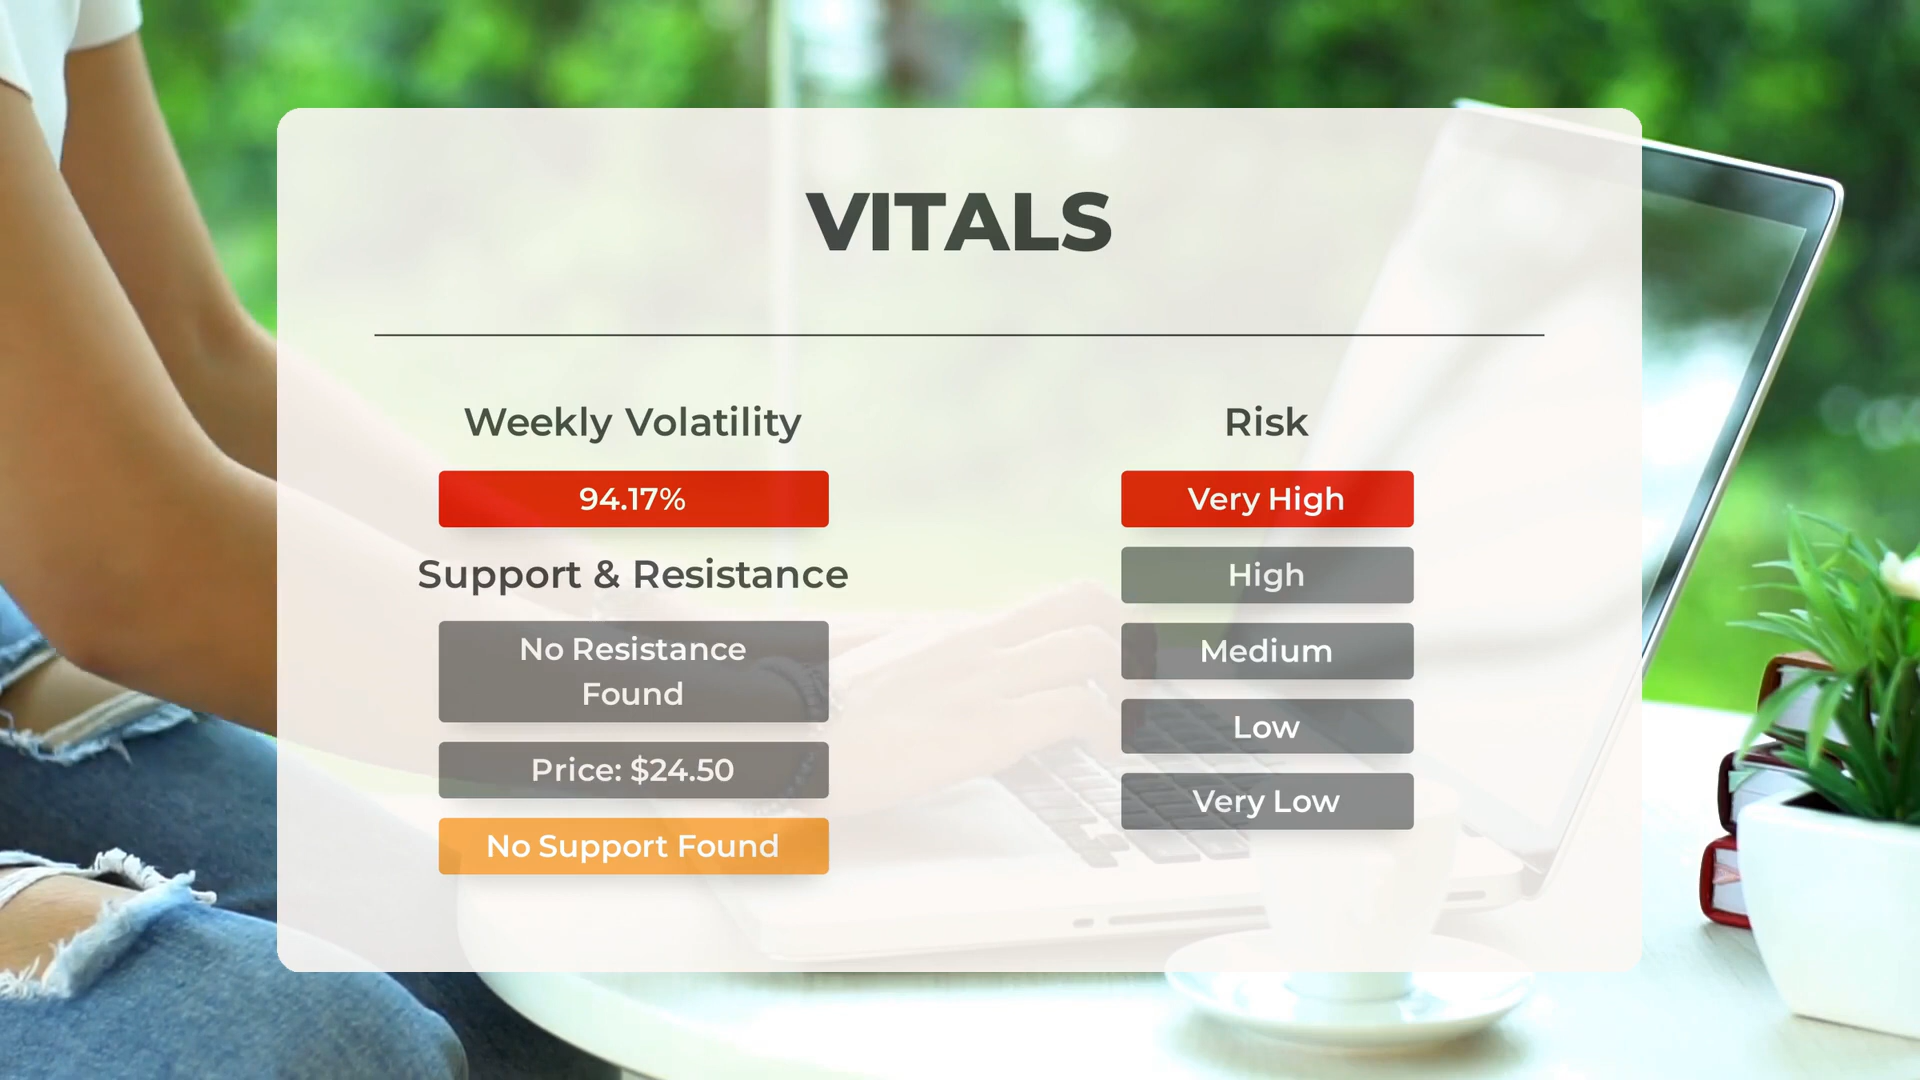 VITALS
Weekly Volatility
94.17%
Support & Resistance
No Resistance
Found
Price: $24.50
No Support Found
Risk
Very High
High
Medium
Low
Very Low